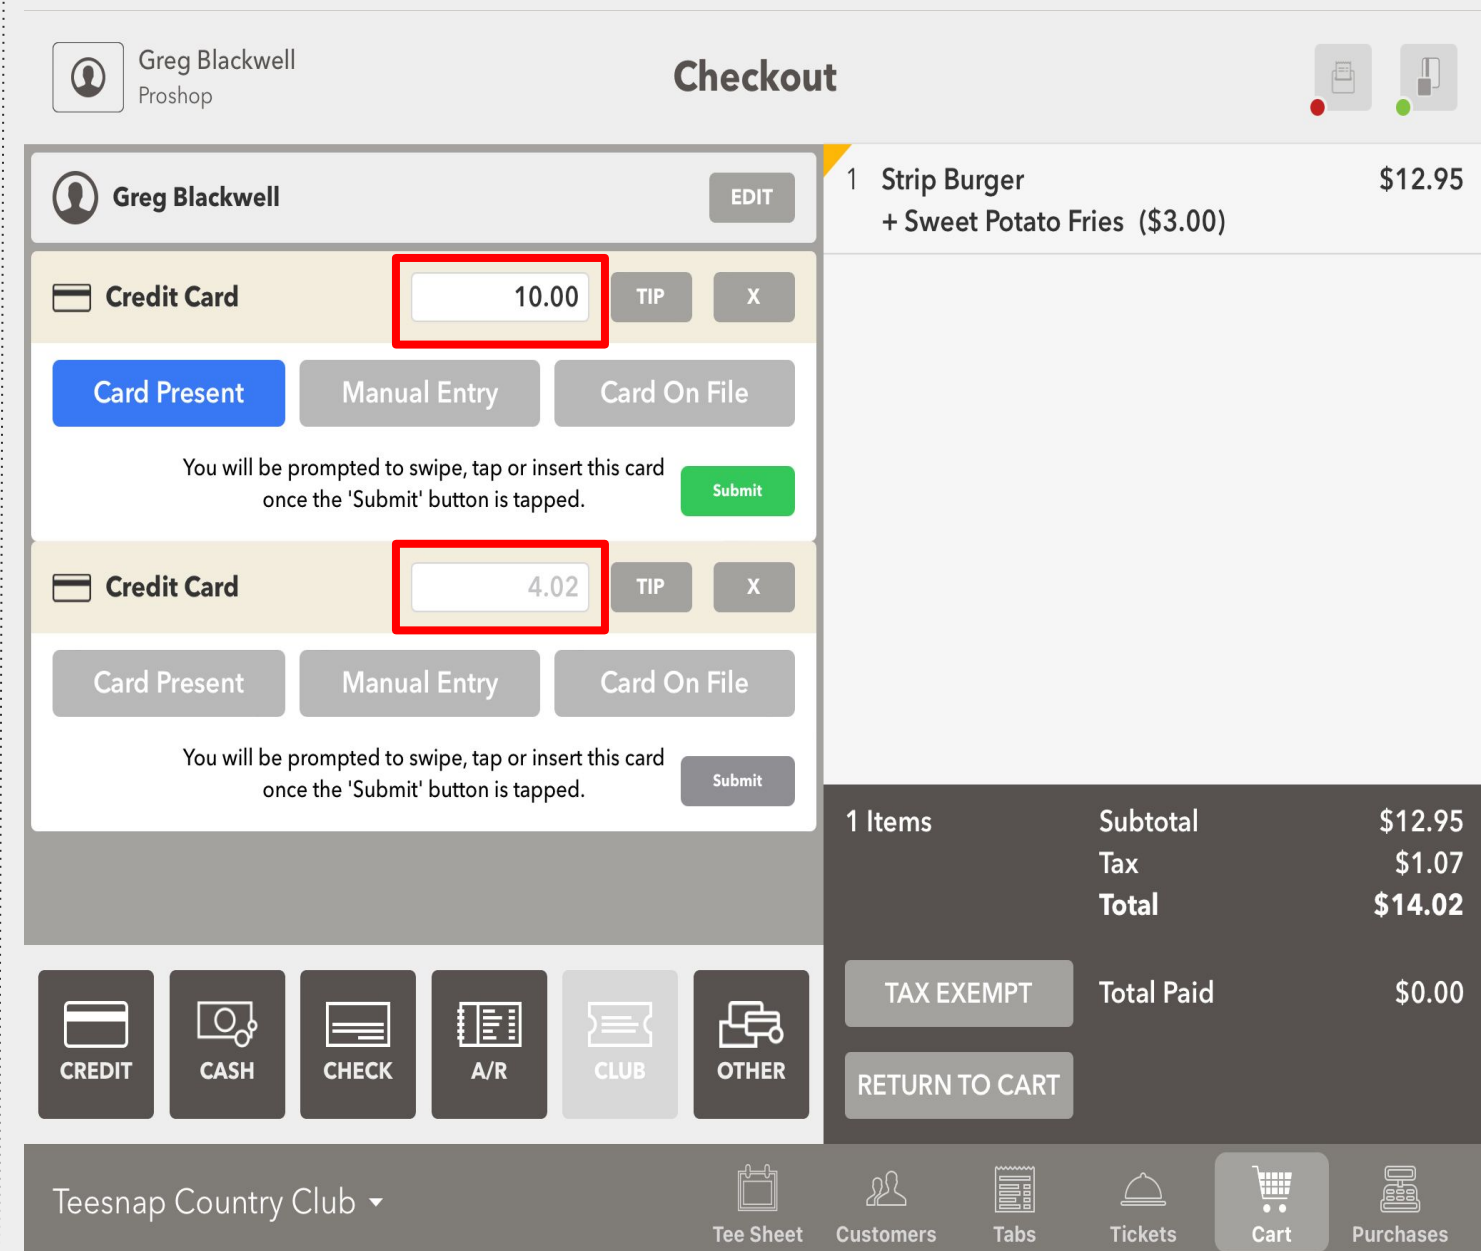 Greg Blackwell
Proshop
Checkout
Greg Blackwell EDIT
Credit Card 10.00 TIP X
Card Present Manual Entry Card On File
You will be prompted to swipe, tap or insert this card
once the 'Submit' button is tapped.
Submit
Credit Card 4.02 TIP X
Card Present Manual Entry Card On File
You will be prompted to swipe, tap or insert this card
once the 'Submit' button is tapped.
Submit
CREDIT CASH CHECK A/R CLUB OTHER
1 Strip Burger $12.95
+ Sweet Potato Fries ($3.00)
1 Items Subtotal $12.95
Tax $1.07
Total $14.02
TAX EXEMPT Total Paid $0.00
RETURN TO CART
Teesnap Country Club
Tee Sheet Customers Tabs Tickets Cart Purchases